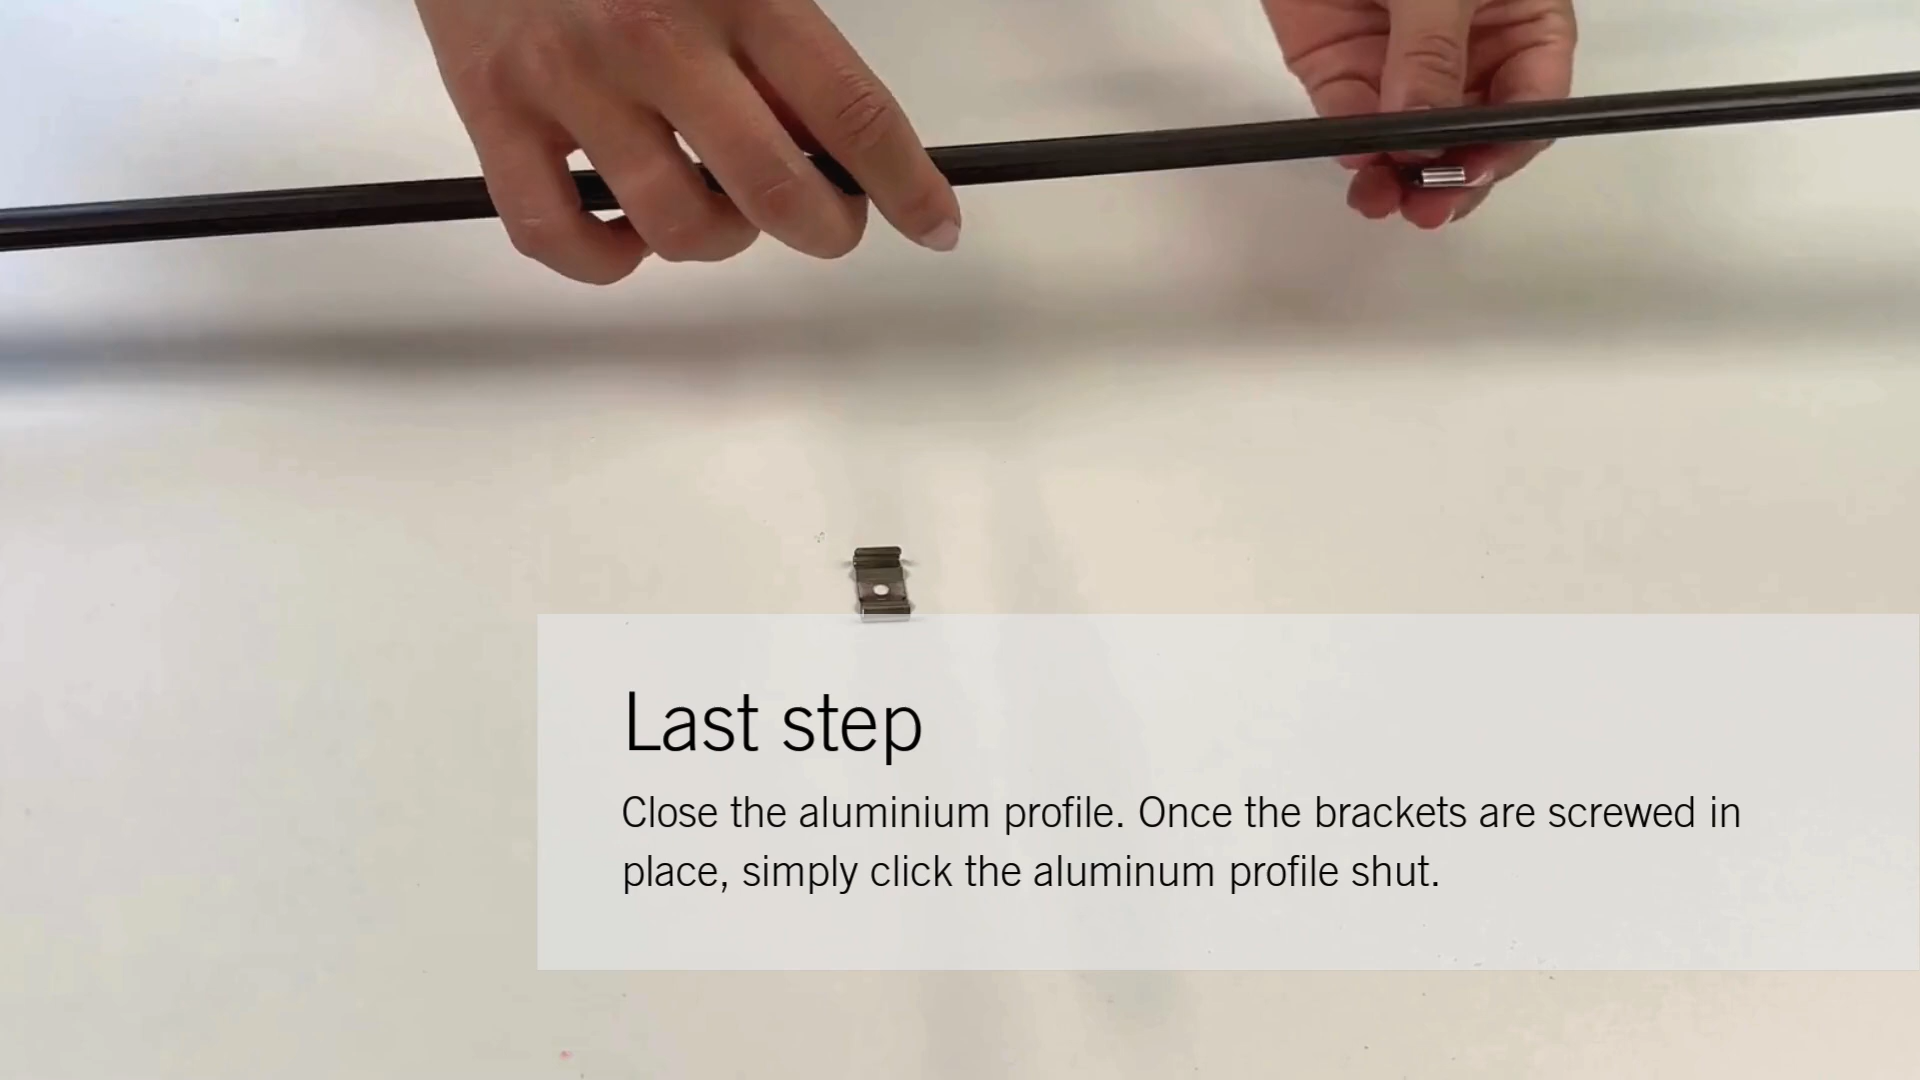 Last step
Close the aluminium profile. Once the brackets are screwed in
place, simply click the aluminum profile shut.